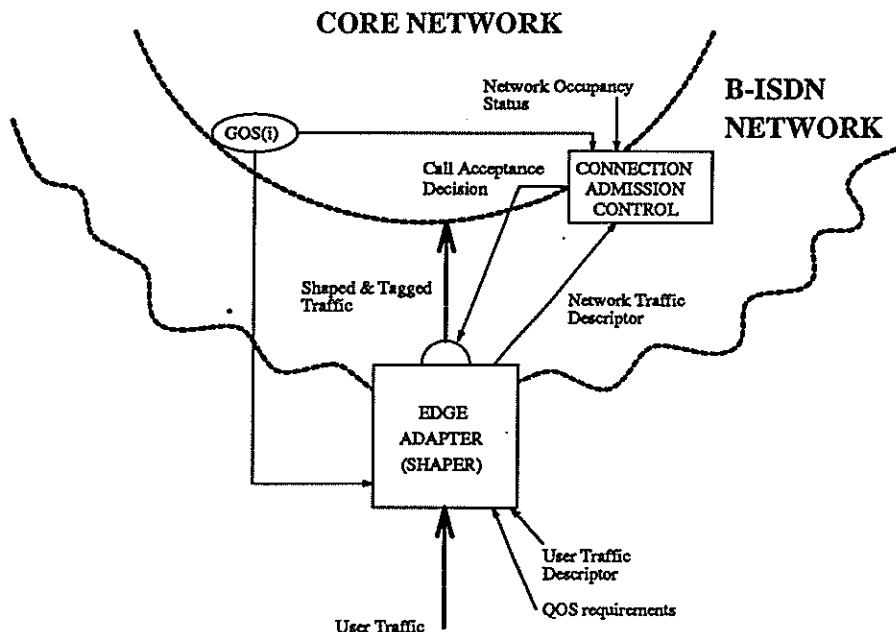 CORE NETWORK
Network Occupancy
Status
B-ISDN
NETWORK
GOS(i)
Call Acceptance
Decision
CONNECTION
ADMISSION
CONTROL
Shaped & Tagged
Traffic
Network Traffic
Descriptor
EDGE
ADAPTER
(SHAPER)
User Traffic
Descriptor
QOS requirements
User Traffic